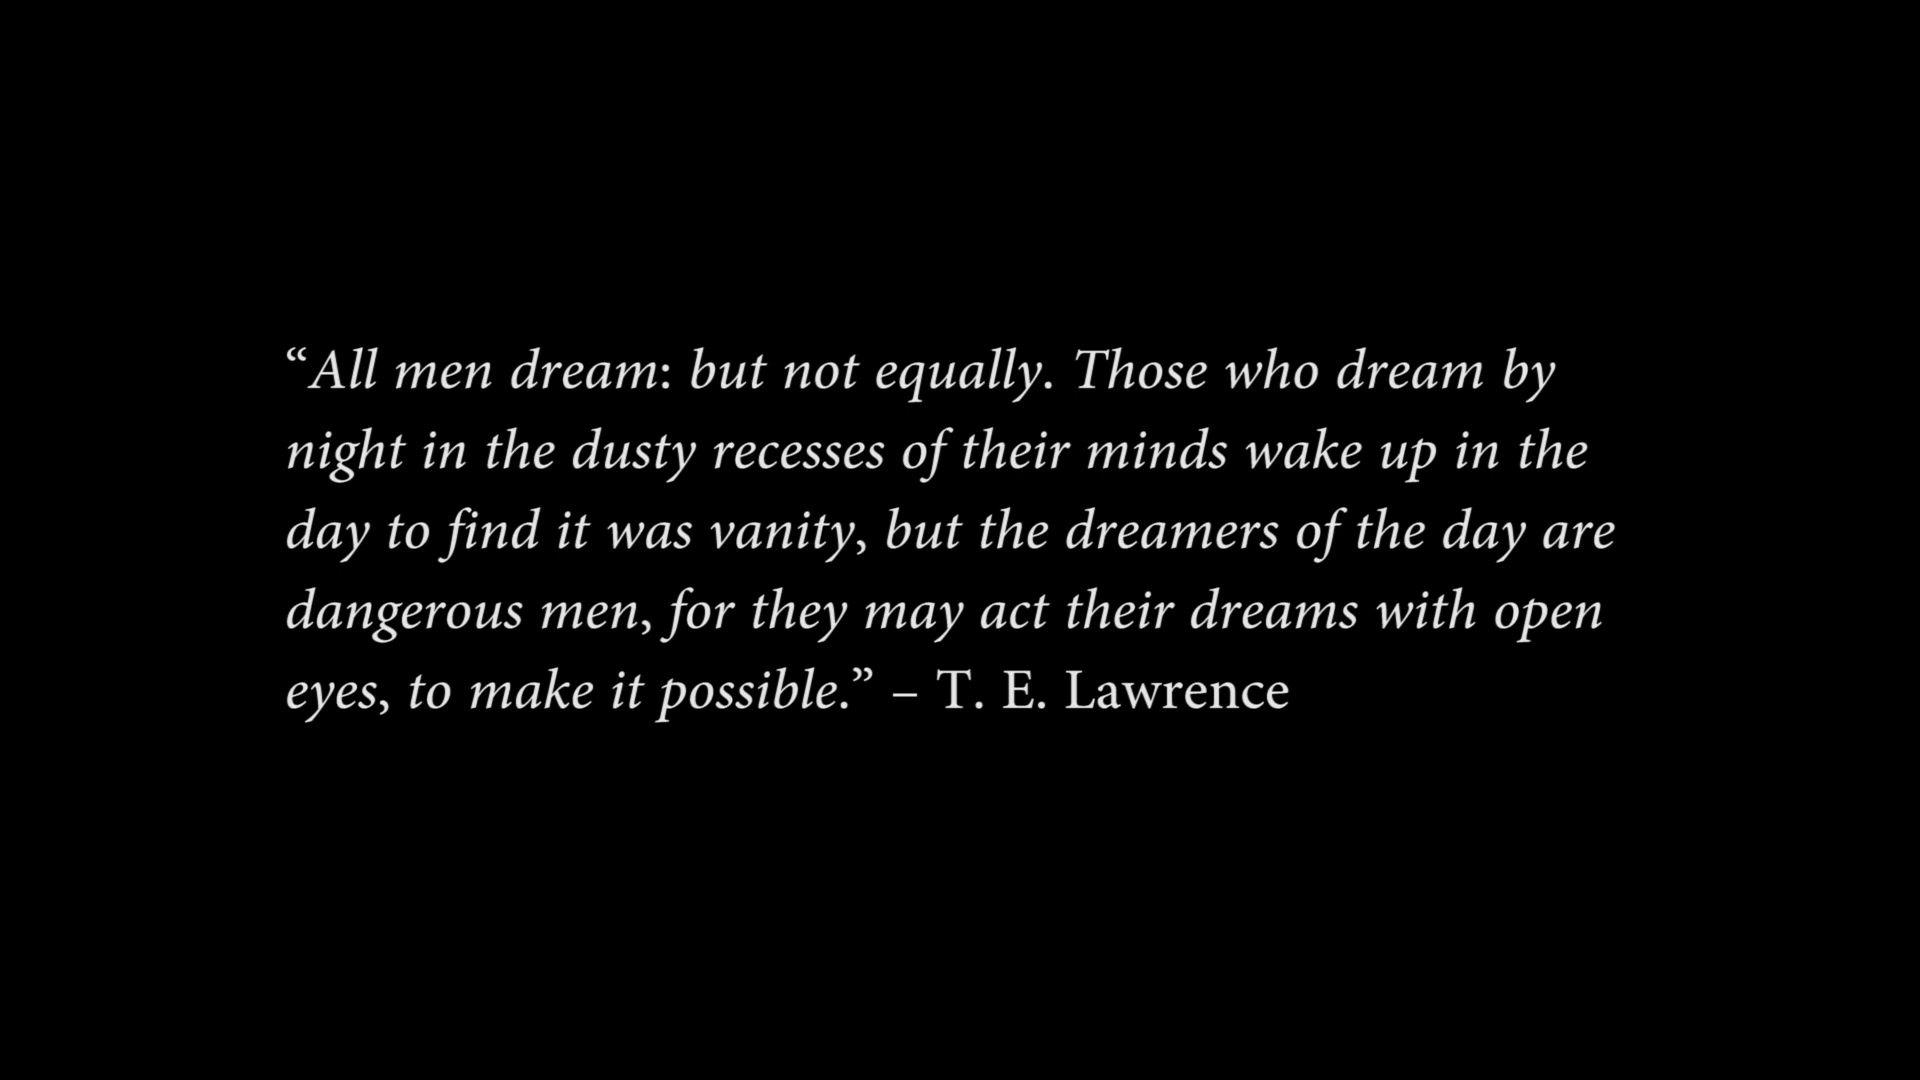 “All men dream: but not equally. Those who dream by
night in the dusty recesses of their minds wake up in the
day to find it was vanity, but the dreamers of the day are
dangerous men, for they may act their dreams with open
eyes, to make it possible.” – T. E. Lawrence